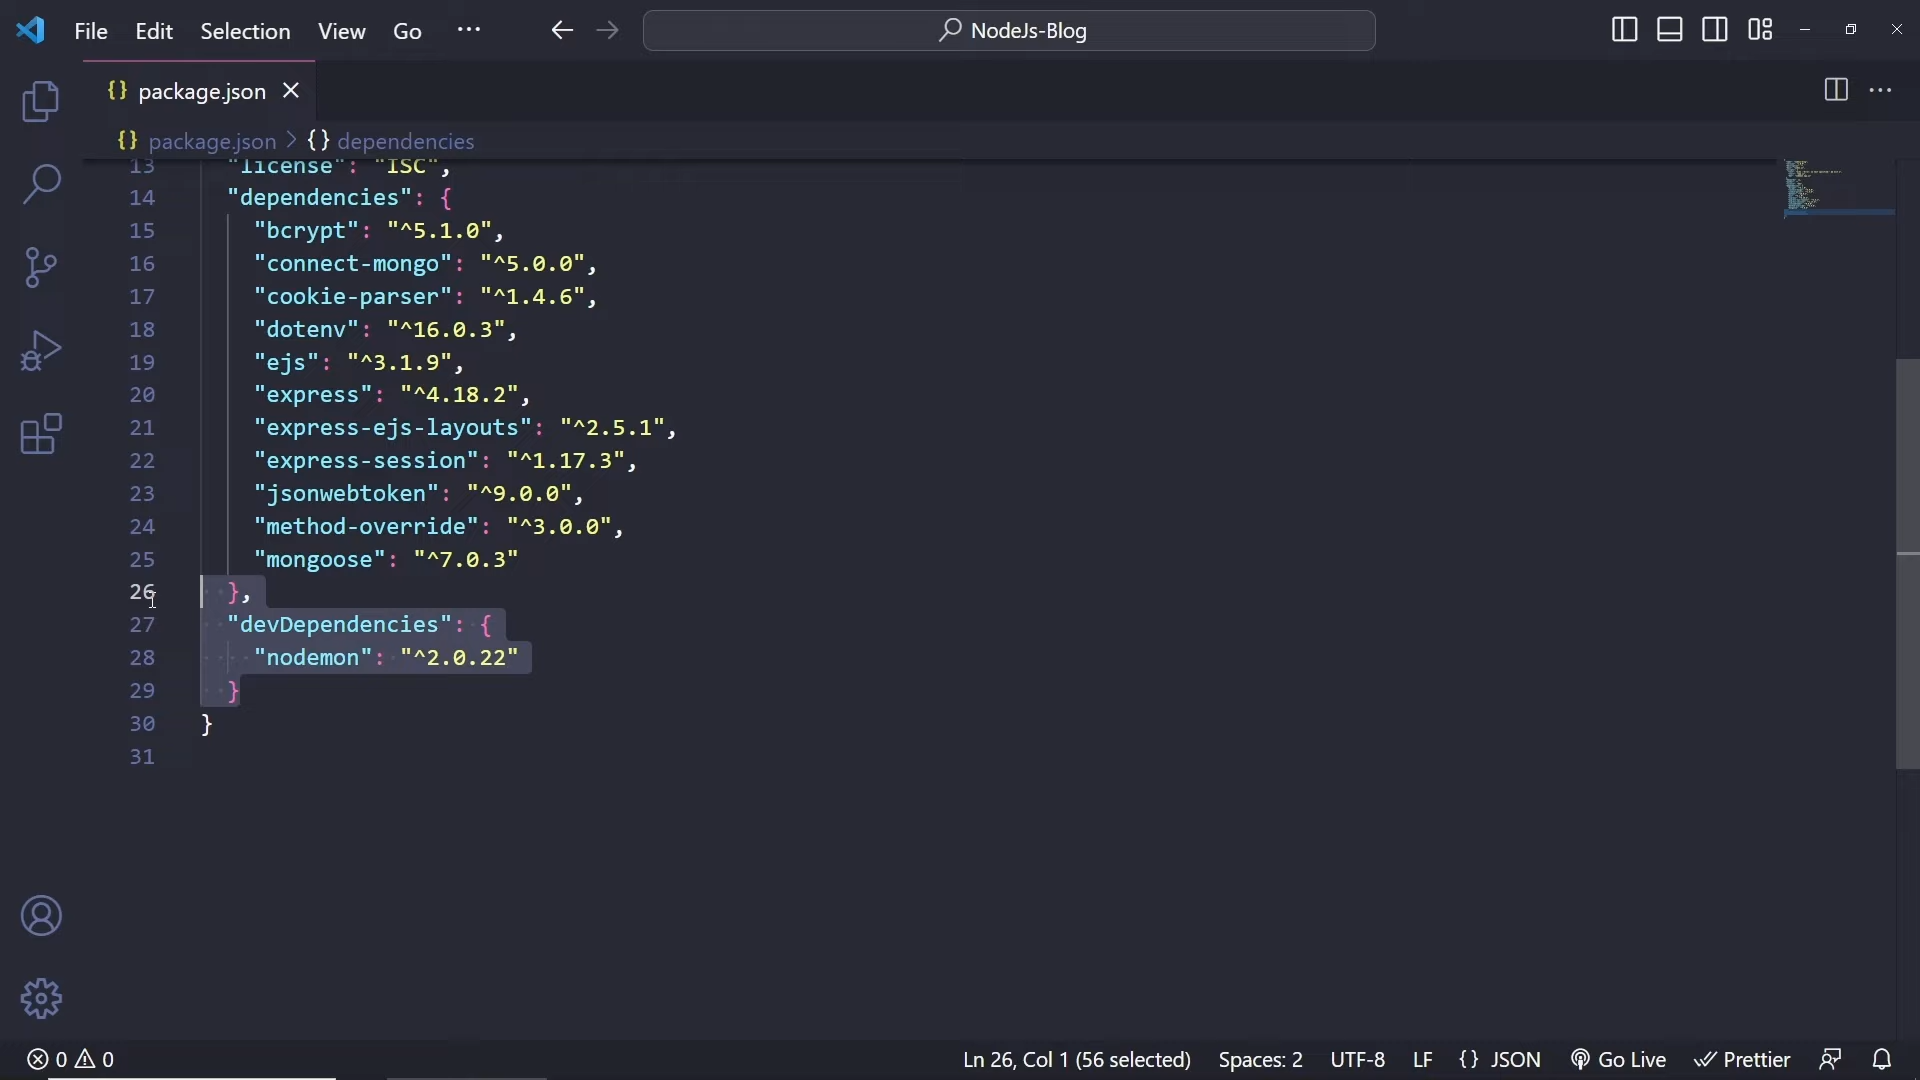 File Edit Selection View Go ··· NodeJs-Blog
{} package.json
{} package.json > {} dependencies
13 "license": "ISC",
14 "dependencies": {
15 "bcrypt": "^5.1.0",
16 "connect-mongo": "^5.0.0",
17 "cookie-parser": "^1.4.6",
18 "dotenv": "^16.0.3",
19 "ejs": "^3.1.9",
20 "express": "^4.18.2",
21 "express-ejs-layouts": "^2.5.1",
22 "express-session": "^1.17.3",
23 "jsonwebtoken": "^9.0.0",
24 "method-override": "^3.0.0",
25 "mongoose": "^7.0.3"
26 },
27 "devDependencies": {
28 "nodemon": "^2.0.22"
29 }
30 }
31
0 0 Ln 26, Col 1 (56 selected) Spaces: 2 UTF-8 LF {} JSON Go Live Prettier